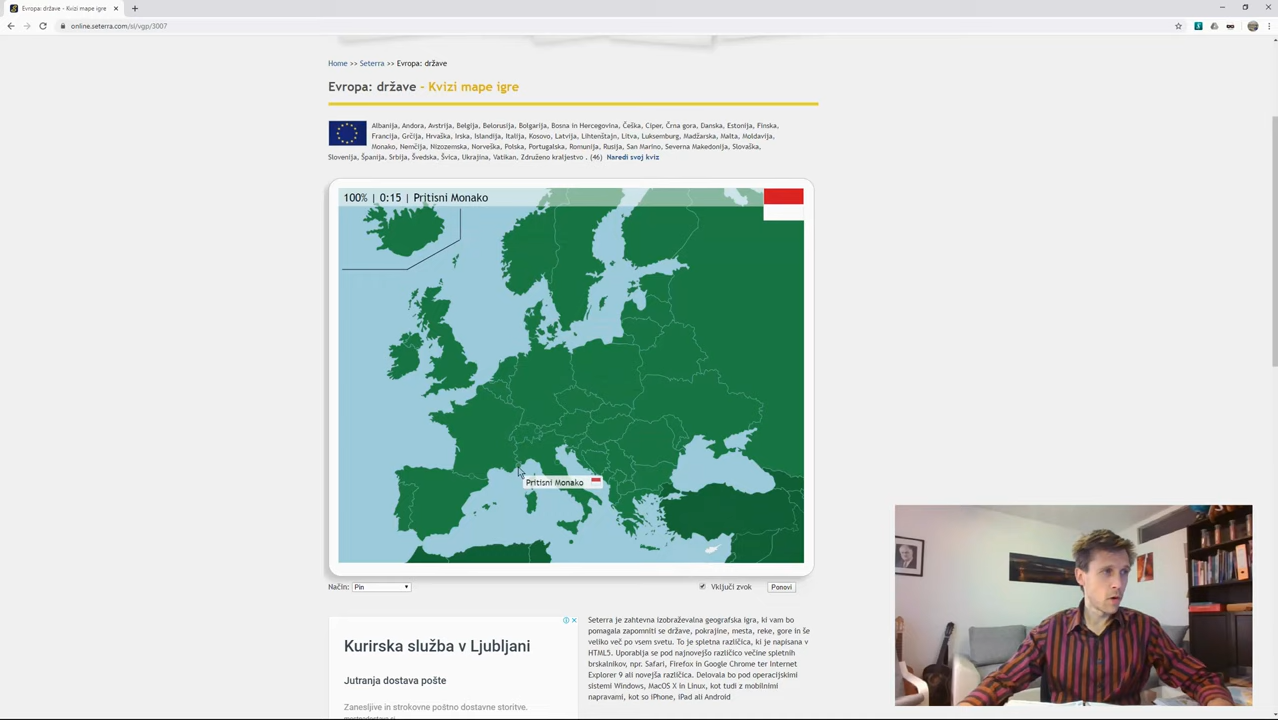 Evropa: države - Kvizi mape igre
online.seterra.com/sl/vgp/3007
Home >> Seterra >> Evropa: države
Evropa: države - Kvizi mape igre
Albanija, Andora, Avstrija, Belgija, Belorusija, Bolgarija, Bosna in Hercegovina, Češka, Ciper, Črna gora, Danska, Estonija, Finska,
Francija, Grčija, Hrvaška, Irska, Islandija, Italija, Kosovo, Latvija, Lihtenštajn, Litva, Luksemburg, Madžarska, Malta, Moldavija,
Monako, Nemčija, Nizozemska, Norveška, Poljska, Portugalska, Romunija, Rusija, San Marino, Severna Makedonija, Slovaška,
Slovenija, Španija, Srbija, Švedska, Švica, Ukrajina, Vatikan, Združeno kraljestvo . (46) Naredi svoj kviz
100% | 0:15 | Pritisni Monako
Pritisni Monako
Način: Pin
Vključi zvok
Ponovi
Kurirska služba v Ljubljani
Jutranja dostava pošte
Zanesljive in strokovne poštno dostavne storitve.
Seterra je zahtevna izobraževalna geografska igra, ki vam bo
pomagala zapomniti se države, pokrajine, mesta, reke, gore in še
veliko več po vsem svetu. To je spletna različica, ki je napisana v
HTML5. Uporablja se pod najnovejšo različico večine spletnih
brskalnikov, npr. Safari, Firefox in Google Chrome ter Internet
Explorer 9 ali novejša različica. Delovala bo pod operacijskimi
sistemi Windows, MacOS X in Linux, kot tudi z mobilnimi
napravami, kot so iPhone, iPad ali Android